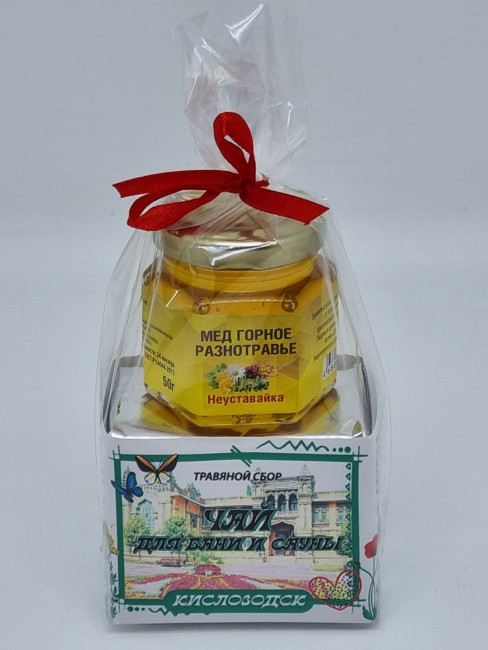 МЕД ГОРНОЕ
РАЗНОТРАВЬЕ
50г
Неуставайка
ТРАВЯНОЙ СБОР
ЧАЙ
ДЛЯ БАНИ И САУНЫ
КИСЛОВОДСК